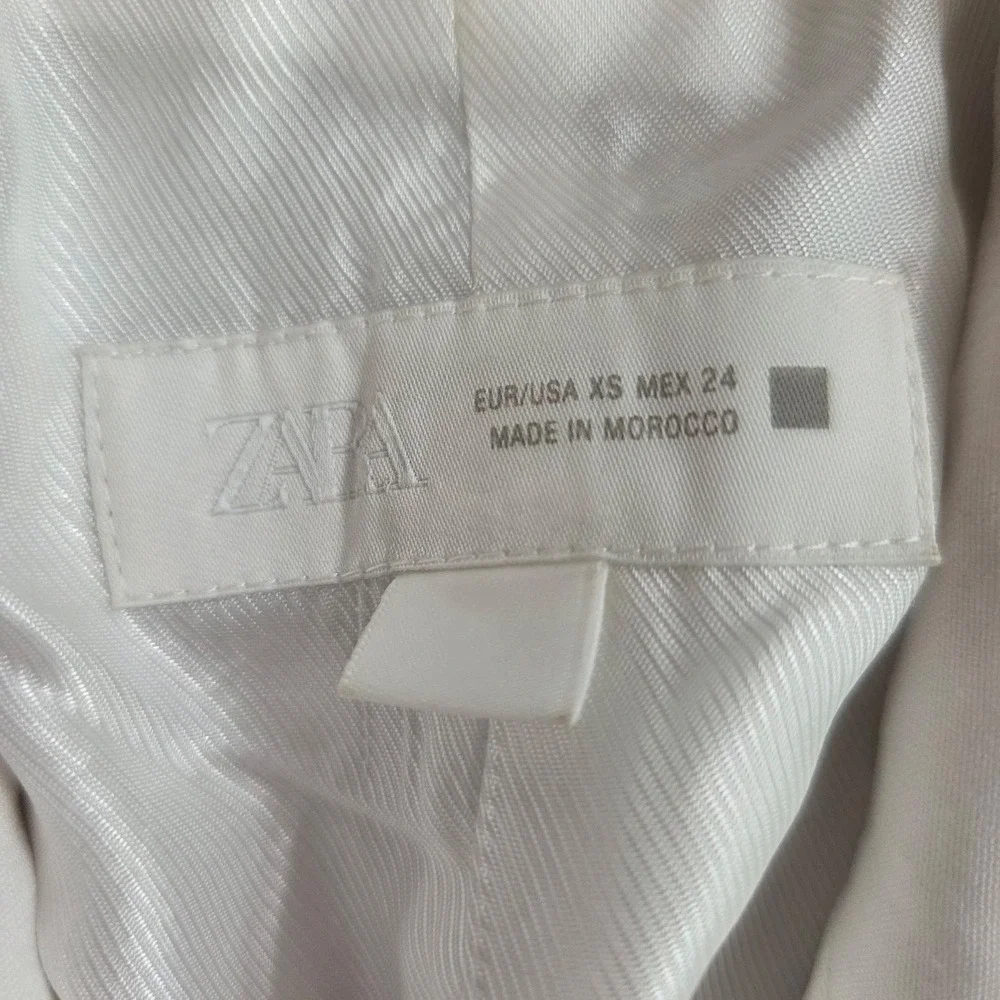 ZARA
EUR/USA XS MEX 24
MADE IN MOROCCO